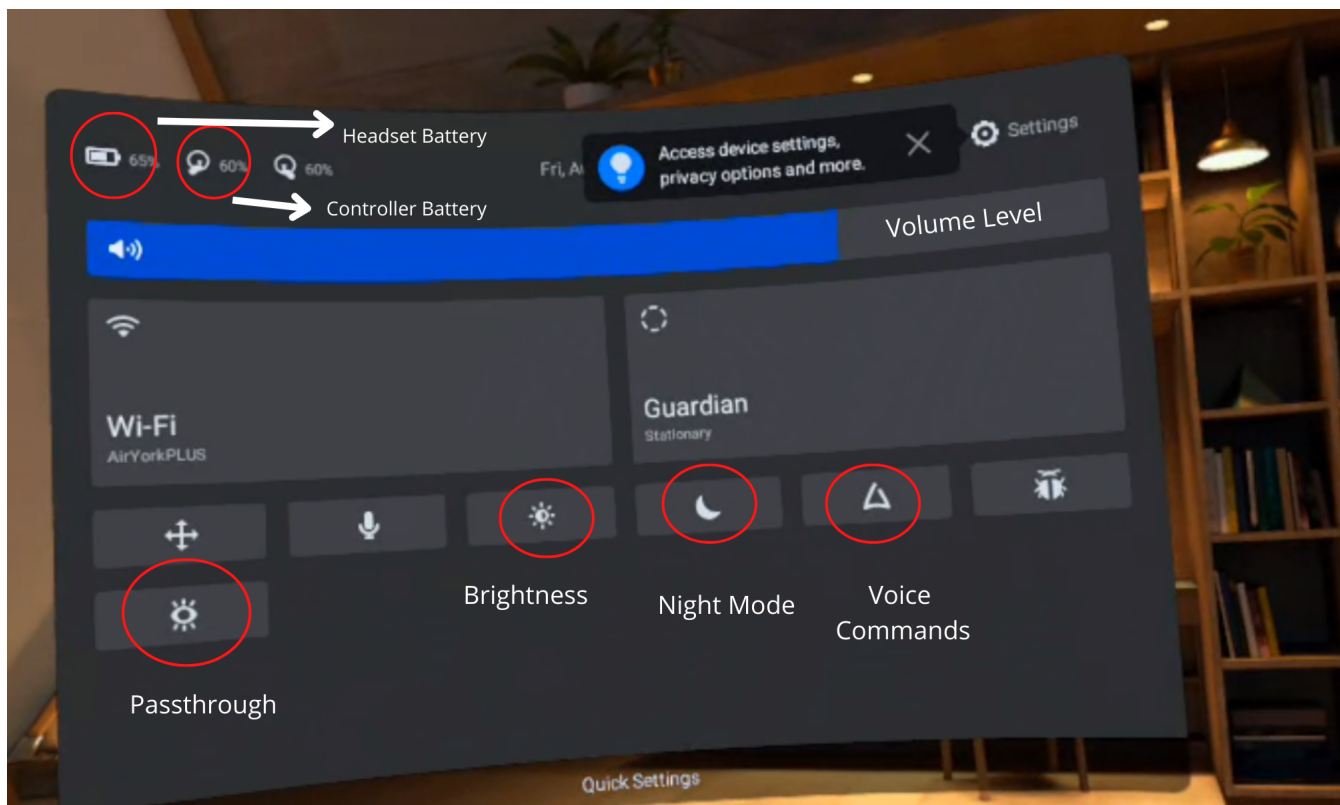 Headset Battery
65%
60%
60%
Fri, A
Access device settings,
privacy options and more.
Settings
Controller Battery
Volume Level
Wi-Fi
AirYorkPLUS
Guardian
Stationary
Brightness
Night Mode
Voice
Commands
Passthrough
Quick Settings